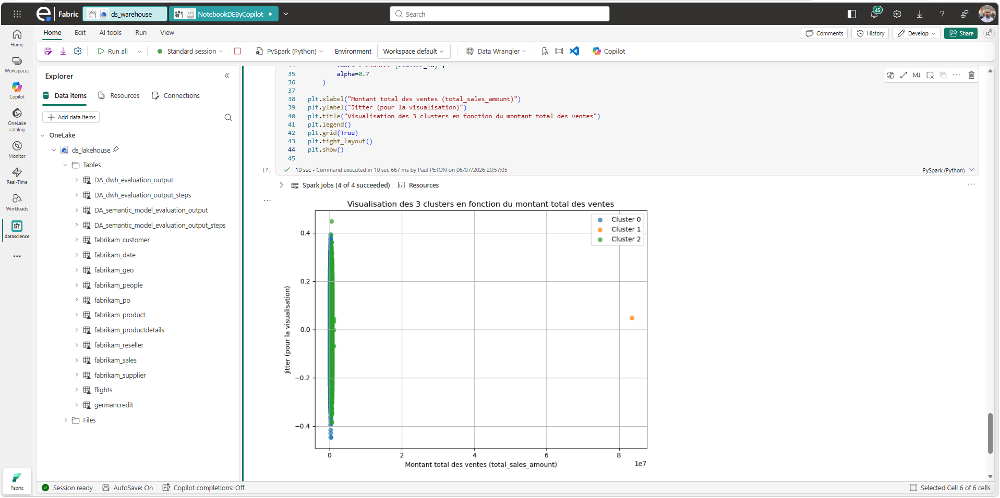 Fabric
ds_warehouse
NotebookDEByCopilot
Search
45
Home
Edit
AI tools
Run
View
Comments
History
Develop
Share
Run all
Standard session
PySpark (Python)
Environment
Workspace default
Data Wrangler
Copilot
Home
Workspaces
Copilot
OneLake
catalog
Monitor
Real-Time
Workloads
datascience
Fabric
Explorer
Data items
Resources
Connections
Add data items
OneLake
ds_lakehouse
Tables
DA_dwh_evaluation_output
DA_dwh_evaluation_output_steps
DA_semantic_model_evaluation_output
DA_semantic_model_evaluation_output_steps
fabrikam_customer
fabrikam_date
fabrikam_geo
fabrikam_people
fabrikam_po
fabrikam_product
fabrikam_productdetails
fabrikam_reseller
fabrikam_sales
fabrikam_supplier
flights
germancredit
Files
35 alpha=0.7
36 )
37
38 plt.xlabel("Montant total des ventes (total_sales_amount)")
39 plt.ylabel("Jitter (pour la visualisation)")
40 plt.title("Visualisation des 3 clusters en fonction du montant total des ventes")
41 plt.legend()
42 plt.grid(True)
43 plt.tight_layout()
44 plt.show()
45
[7] 10 sec - Command executed in 10 sec 667 ms by Paul PETON on 06/07/2026 20:57:05
PySpark (Python)
Spark jobs (4 of 4 succeeded)
Resources
Visualisation des 3 clusters en fonction du montant total des ventes
Cluster 0
Cluster 1
Cluster 2
0.4
0.2
0.0
−0.2
−0.4
Jitter (pour la visualisation)
0 2 4 6 8
1e7
Montant total des ventes (total_sales_amount)
Session ready
AutoSave: On
Copilot completions: Off
Selected Cell 6 of 6 cells